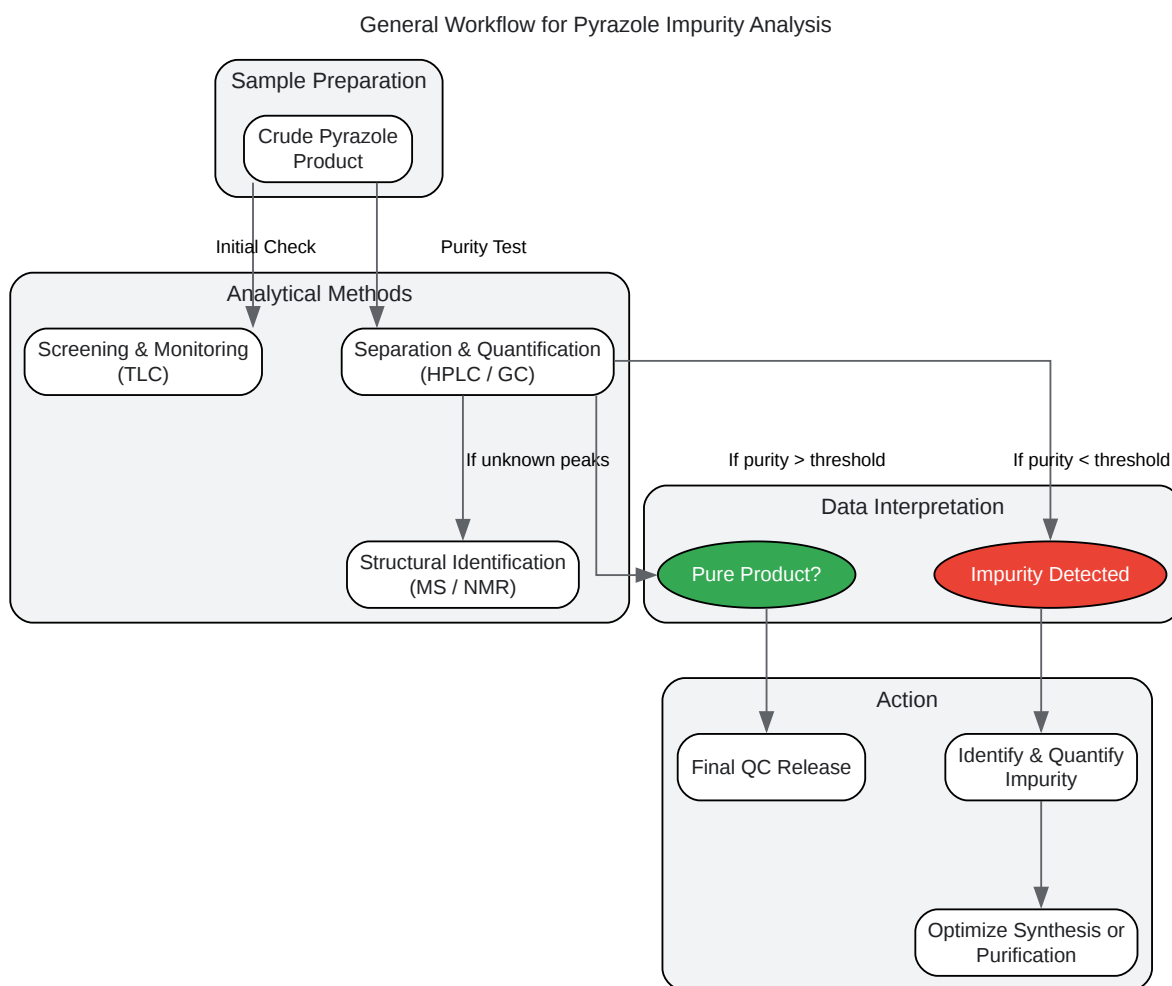 General Workflow for Pyrazole Impurity Analysis
Sample Preparation
Crude Pyrazole
Product
Initial Check
Purity Test
Analytical Methods
Screening & Monitoring
(TLC)
Separation & Quantification
(HPLC / GC)
If unknown peaks
If purity > threshold
If purity < threshold
Data Interpretation
Structural Identification
(MS / NMR)
Pure Product?
Impurity Detected
Action
Final QC Release
Identify & Quantify
Impurity
Optimize Synthesis or
Purification